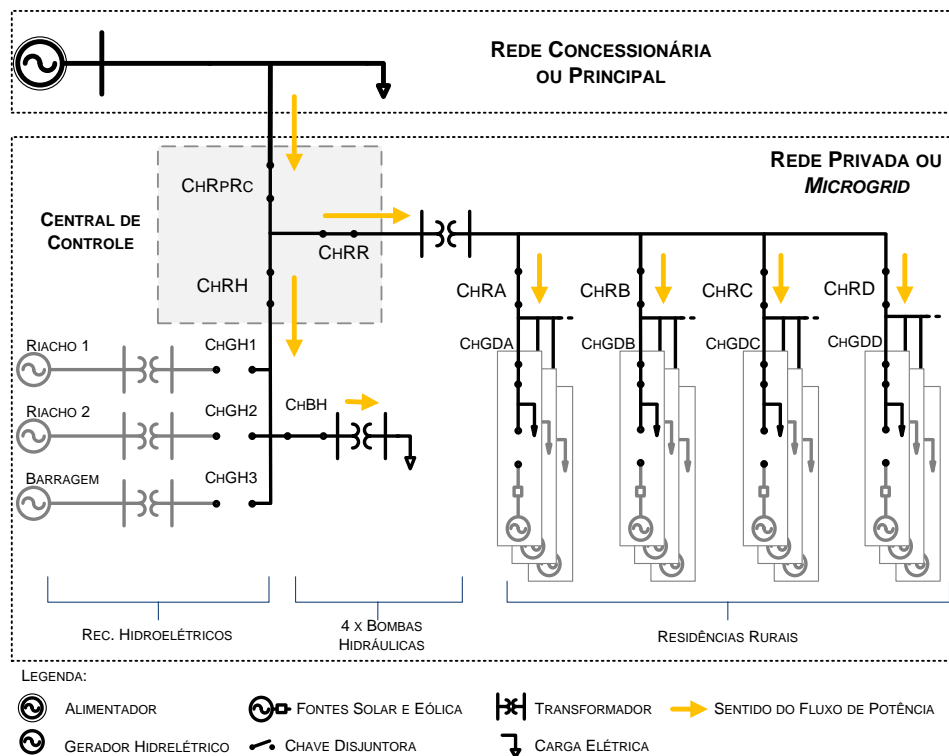 REDE CONCESSIONÁRIA
OU PRINCIPAL
REDE PRIVADA OU
MICROGRID
CENTRAL DE
CONTROLE
CHRPRC
CHRR
CHRH
CHRA
CHRB
CHRC
CHRD
CHGDA
CHGDB
CHGDC
CHGDD
RIACHO 1
CHGH1
RIACHO 2
CHGH2
CHBH
BARRAGEM
CHGH3
REC. HIDROELÉTRICOS
4 X BOMBAS
HIDRÁULICAS
RESIDÊNCIAS RURAIS
LEGENDA:
ALIMENTADOR
FONTES SOLAR E EÓLICA
TRANSFORMADOR
SENTIDO DO FLUXO DE POTÊNCIA
GERADOR HIDRELÉTRICO
CHAVE DISJUNTORA
CARGA ELÉTRICA